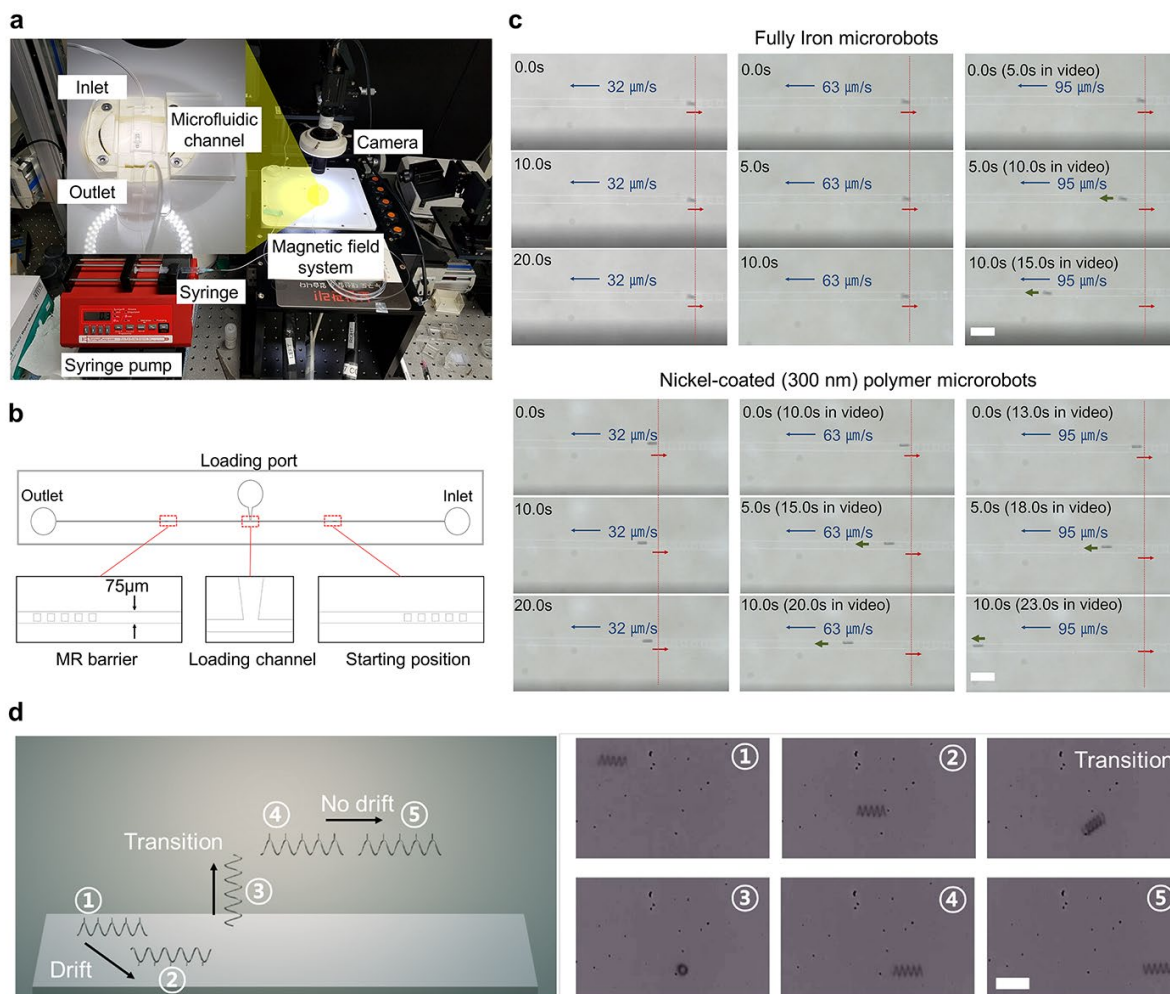 a
Inlet
Microfluidic
channel
Outlet
Camera
Magnetic field
system
Syringe
Syringe pump
b
Loading port
Outlet
Inlet
75μm
MR barrier
Loading channel
Starting position
c
Fully Iron microrobots
0.0s
32 μm/s
0.0s
63 μm/s
0.0s (5.0s in video)
95 μm/s
10.0s
32 μm/s
5.0s
63 μm/s
5.0s (10.0s in video)
95 μm/s
20.0s
32 μm/s
10.0s
63 μm/s
10.0s (15.0s in video)
95 μm/s
Nickel-coated (300 nm) polymer microrobots
0.0s
32 μm/s
0.0s (10.0s in video)
63 μm/s
0.0s (13.0s in video)
95 μm/s
10.0s
32 μm/s
5.0s (15.0s in video)
63 μm/s
5.0s (18.0s in video)
95 μm/s
20.0s
32 μm/s
10.0s (20.0s in video)
63 μm/s
10.0s (23.0s in video)
95 μm/s
d
④ No drift ⑤
Transition
③
①
Drift
②
①
②
Transition
③
④
⑤